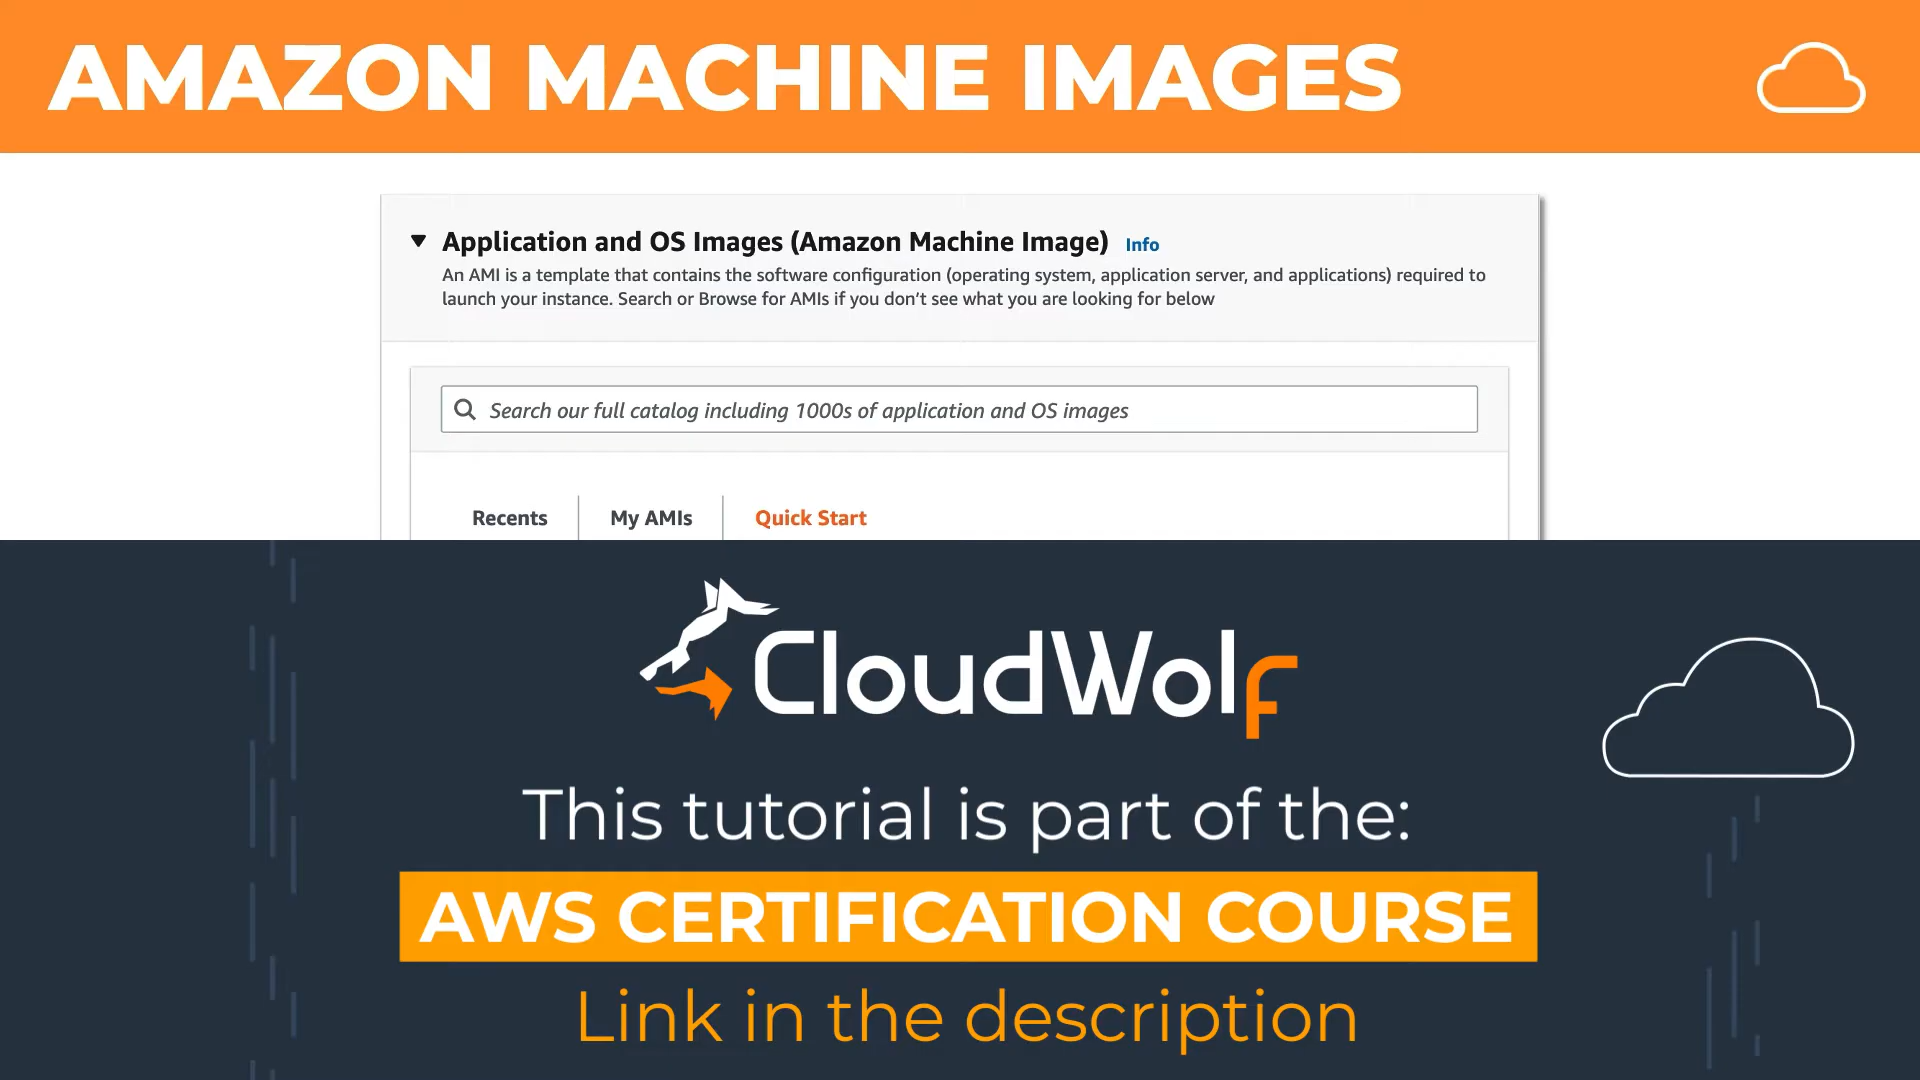 AMAZON MACHINE IMAGES
Application and OS Images (Amazon Machine Image) Info
An AMI is a template that contains the software configuration (operating system, application server, and applications) required to
launch your instance. Search or Browse for AMIs if you don’t see what you are looking for below
Search our full catalog including 1000s of application and OS images
Recents My AMIs Quick Start
CloudWolf
This tutorial is part of the:
AWS CERTIFICATION COURSE
Link in the description